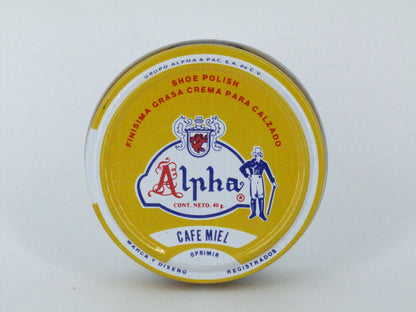 GRUPO ALPHA & PAC, S.A. de C.V.
SHOE POLISH
FINISIMA GRASA CREMA PARA CALZADO
Alpha
CONT. NETO. 40 g.
CAFE MIEL
OPRIMIR
MARCA Y DISEÑO REGISTRADOS